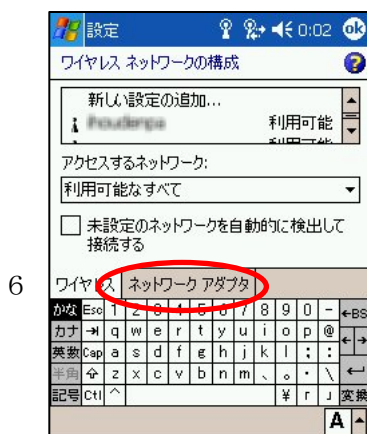 設定 0:02 ok
ワイヤレス ネットワークの構成 ?
新しい設定の追加...
利用可能
アクセスするネットワーク:
利用可能なすべて
未設定のネットワークを自動的に検出して
接続する
6
ワイヤレス ネットワーク アダプタ
かな Esc 1 2 3 4 5 6 7 8 9 0 - ←BS
カナ q w e r t y u i o p @
英数 Cap a s d f g h j k l ; :
半角 z x c v b n m 、 。 ・ \
記号 Ctl ^ ¥ 「 」 変換
A